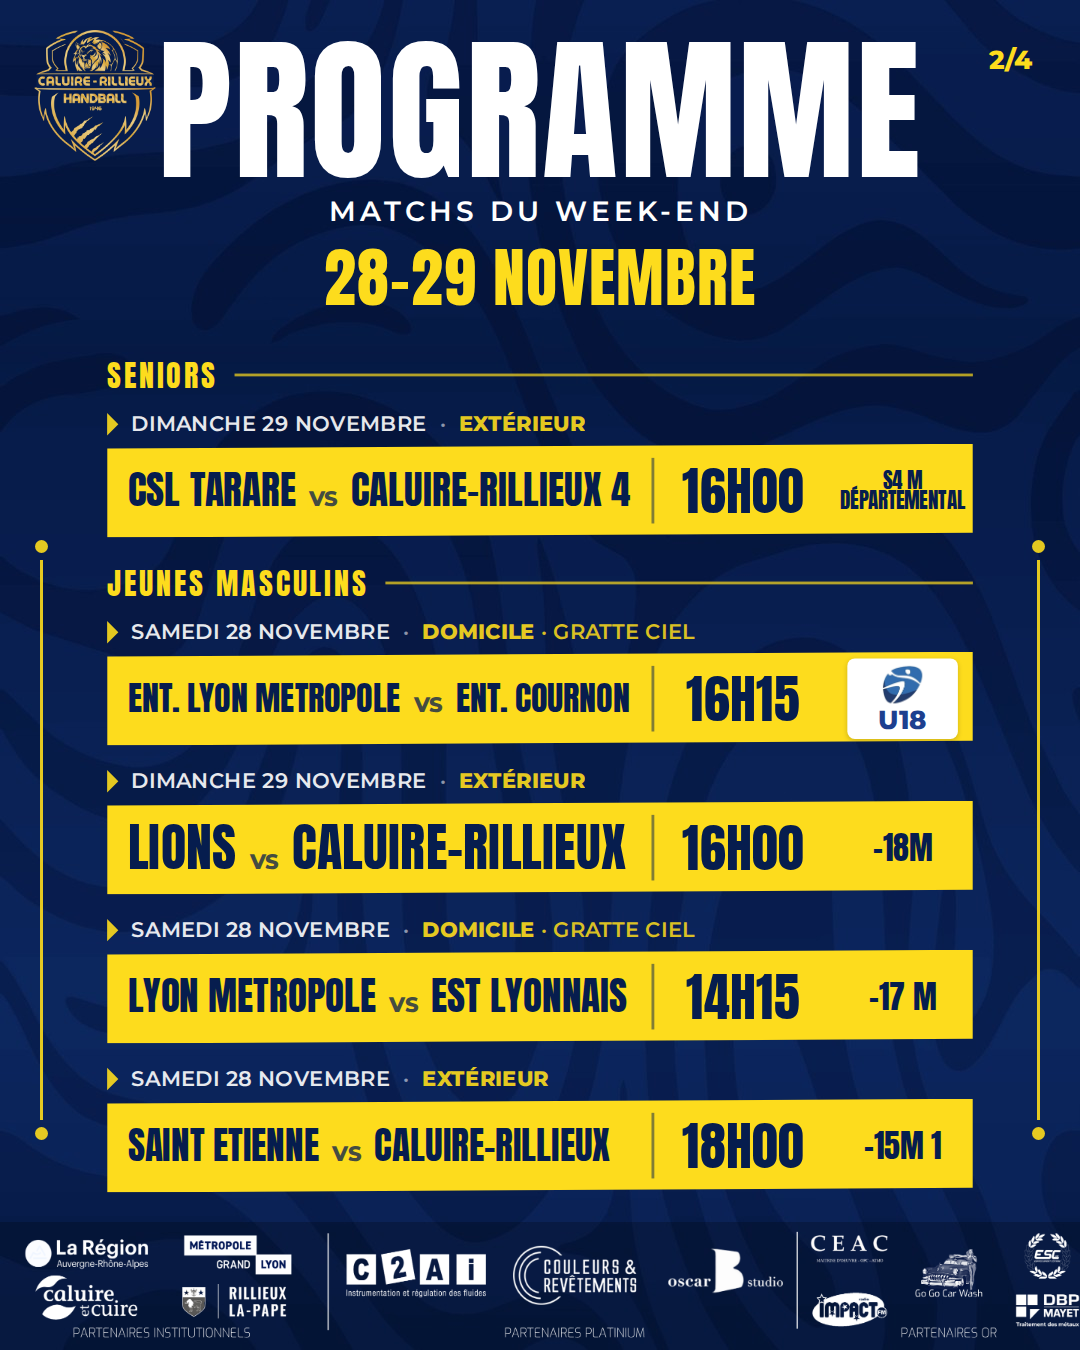 CALUIRE-RILLIEUX
HANDBALL
PROGRAMME
2/4
MATCHS DU WEEK-END
28-29 NOVEMBRE
SENIORS
DIMANCHE 29 NOVEMBRE · EXTÉRIEUR
CSL TARARE vs CALUIRE-RILLIEUX 4 16H00 S4 M
DÉPARTEMENTAL
JEUNES MASCULINS
SAMEDI 28 NOVEMBRE · DOMICILE · GRATTE CIEL
ENT. LYON METROPOLE vs ENT. COURNON 16H15 U18
DIMANCHE 29 NOVEMBRE · EXTÉRIEUR
LIONS vs CALUIRE-RILLIEUX 16H00 -18M
SAMEDI 28 NOVEMBRE · DOMICILE · GRATTE CIEL
LYON METROPOLE vs EST LYONNAIS 14H15 -17 M
SAMEDI 28 NOVEMBRE · EXTÉRIEUR
SAINT ETIENNE vs CALUIRE-RILLIEUX 18H00 -15M 1
La Région
Auvergne-Rhône-Alpes
MÉTROPOLE
GRAND LYON
caluire
et cuire
RILLIEUX
LA-PAPE
PARTENAIRES INSTITUTIONNELS
C2Ai
Instrumentation et régulation des fluides
COULEURS &
REVÊTEMENTS
oscar B studio
PARTENAIRES PLATINIUM
CEAC
IMPACT FM
Go Go Car Wash
ESC
DBP
MAYET
Traitement des métaux
PARTENAIRES OR